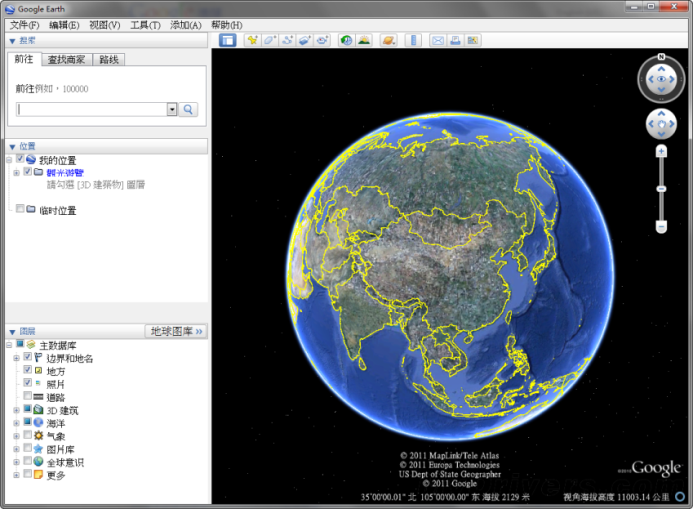 Google Earth
文件(F) 编辑(E) 视图(V) 工具(T) 添加(A) 帮助(H)
搜索
前往 查找商家 路线
前往例如,100000
位置
我的位置
觀光游覽
請勾選 [3D 建築物] 圖層
临时位置
图层
地球图库 »
主数据库
边界和地名
地方
照片
道路
3D 建筑
海洋
气象
图片库
全球意识
更多
N
© 2011 MapLink/Tele Atlas
© 2011 Europa Technologies
US Dept of State Geographer
© 2011 Google
©2010 Google
35°00'00.01" 北 105°00'00.00" 东 海拔 2129 米 视角海拔高度 11003.14 公里